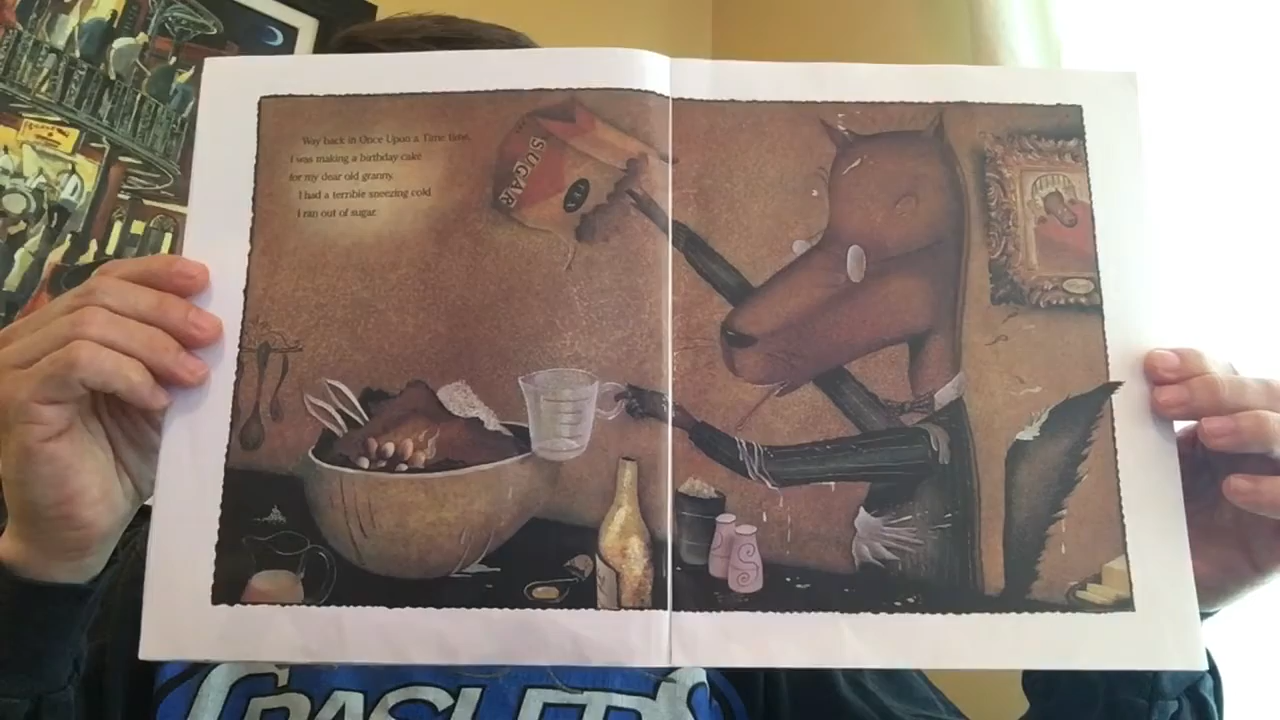 Way back in Once Upon a Time time,
I was making a birthday cake
for my dear old granny.
I had a terrible sneezing cold.
I ran out of sugar.
SUGAR